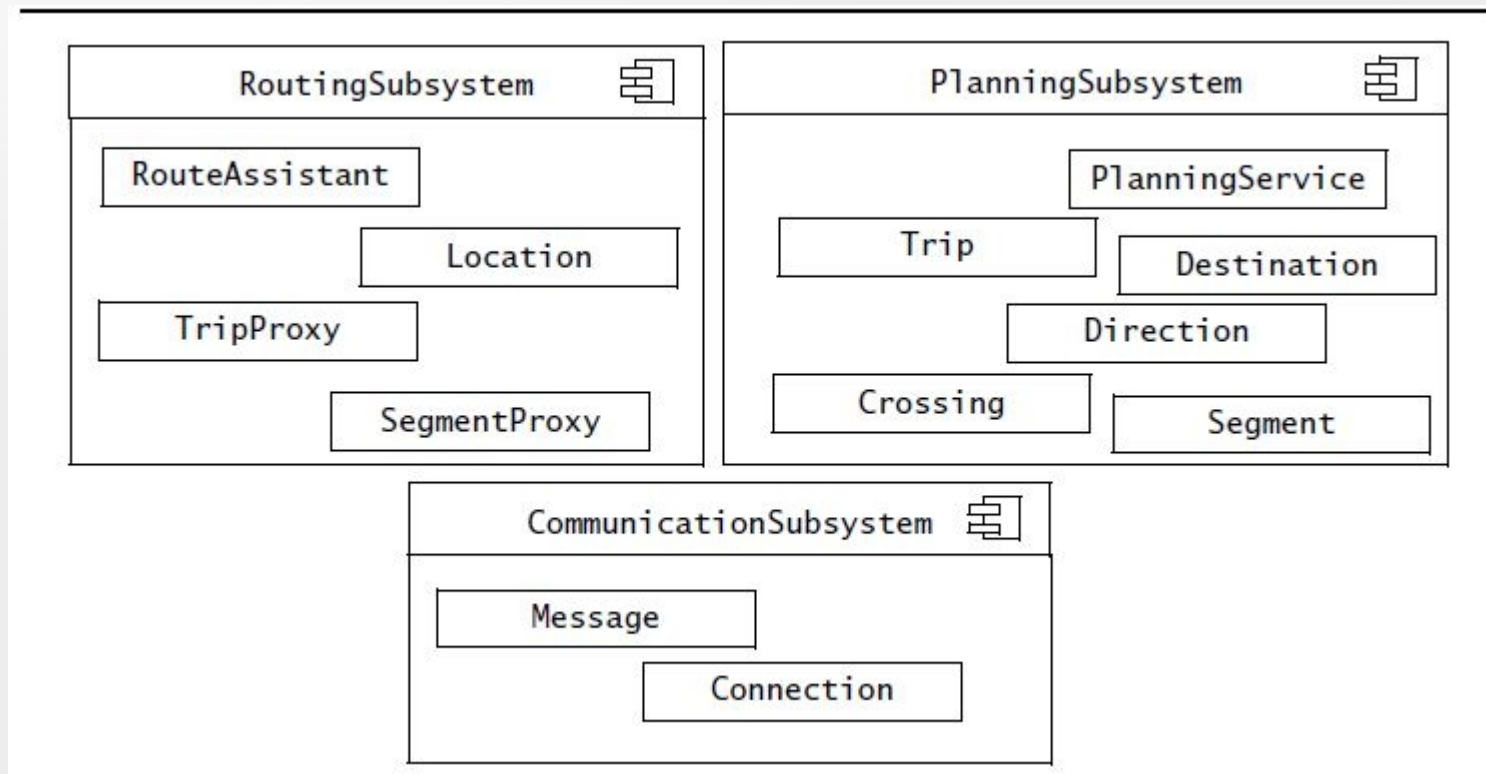 RoutingSubsystem
RouteAssistant
Location
TripProxy
SegmentProxy
PlanningSubsystem
PlanningService
Trip
Destination
Direction
Crossing
Segment
CommunicationSubsystem
Message
Connection